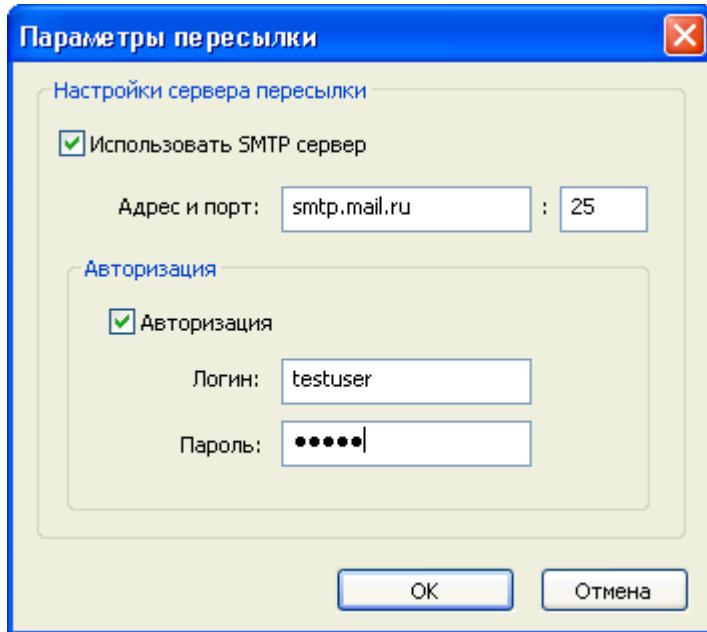 Параметры пересылки
Настройки сервера пересылки
Использовать SMTP сервер
Адрес и порт: smtp.mail.ru : 25
Авторизация
Авторизация
Логин: testuser
Пароль: •••••
OK Отмена